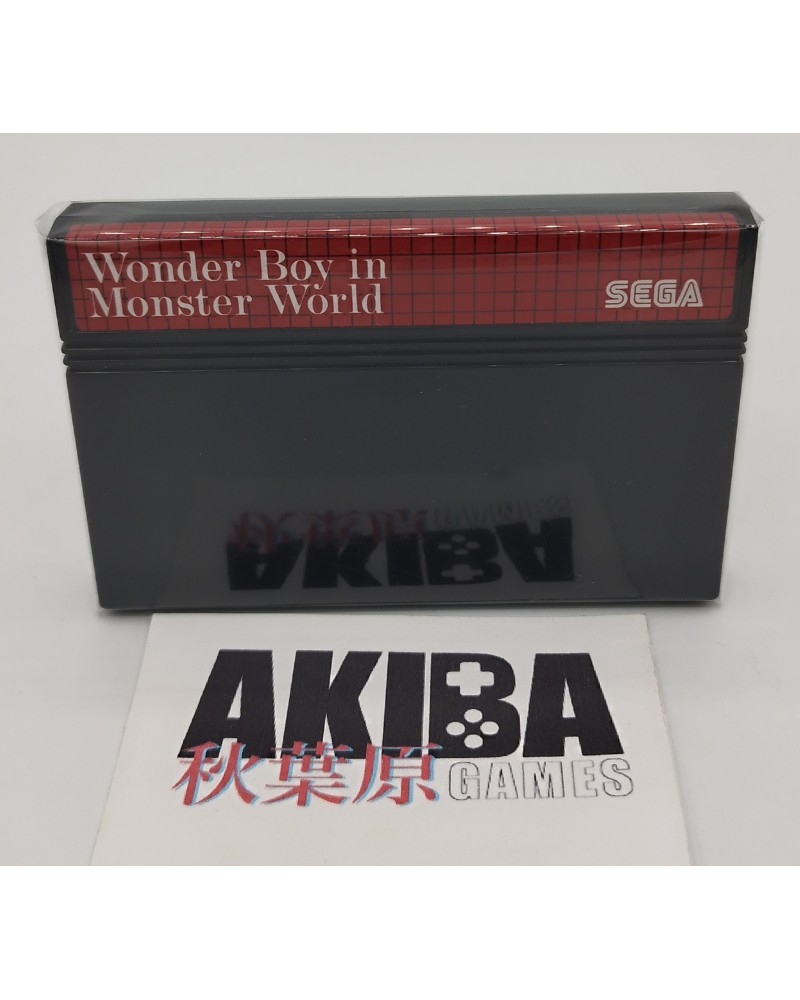 Wonder Boy in
Monster World
SEGA
AKIBA
秋葉原
GAMES